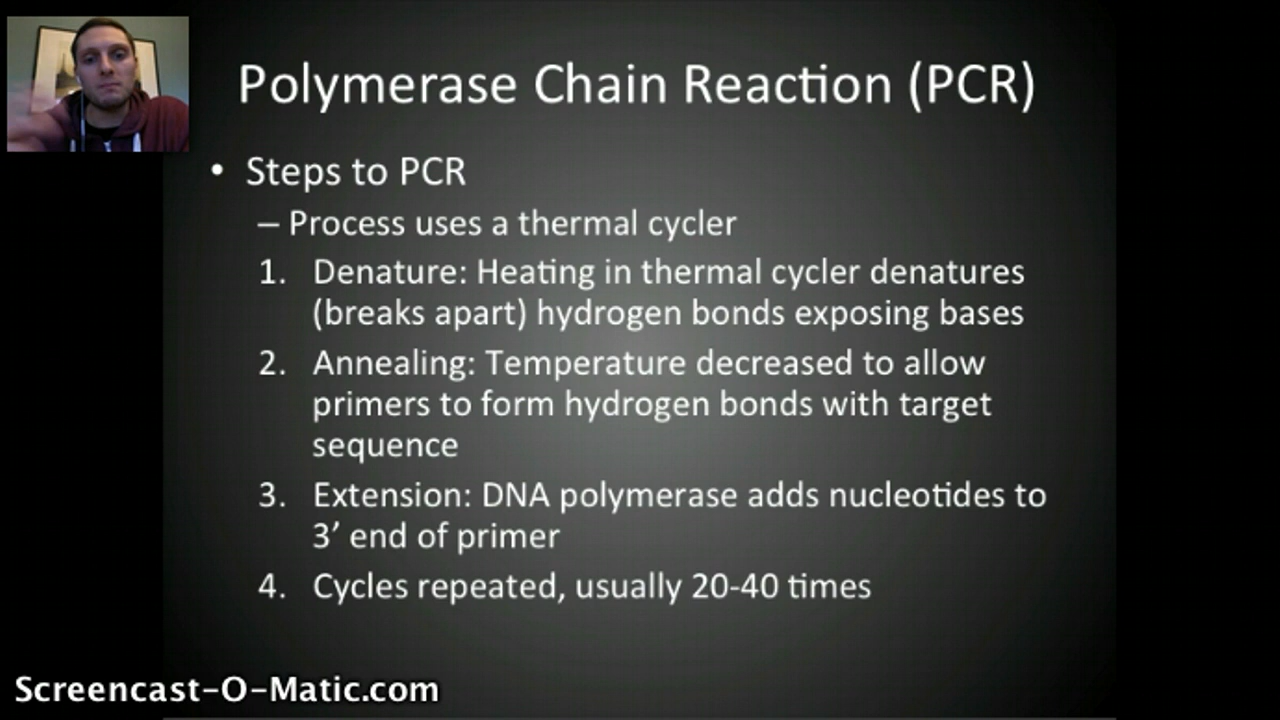 Polymerase Chain Reaction (PCR)
• Steps to PCR
– Process uses a thermal cycler
1. Denature: Heating in thermal cycler denatures
(breaks apart) hydrogen bonds exposing bases
2. Annealing: Temperature decreased to allow
primers to form hydrogen bonds with target
sequence
3. Extension: DNA polymerase adds nucleotides to
3’ end of primer
4. Cycles repeated, usually 20-40 times
Screencast-O-Matic.com